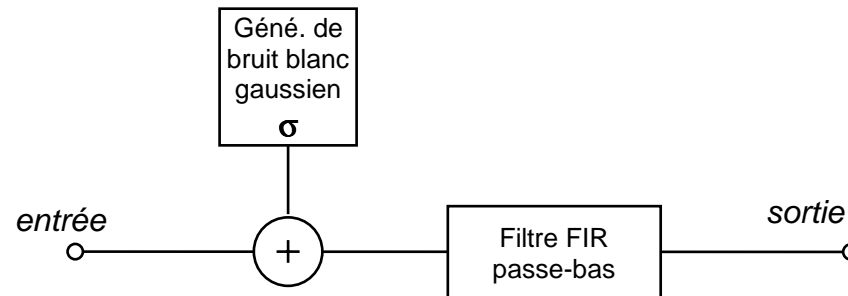 Géné. de
bruit blanc
gaussien
σ
entrée
+
Filtre FIR
passe-bas
sortie